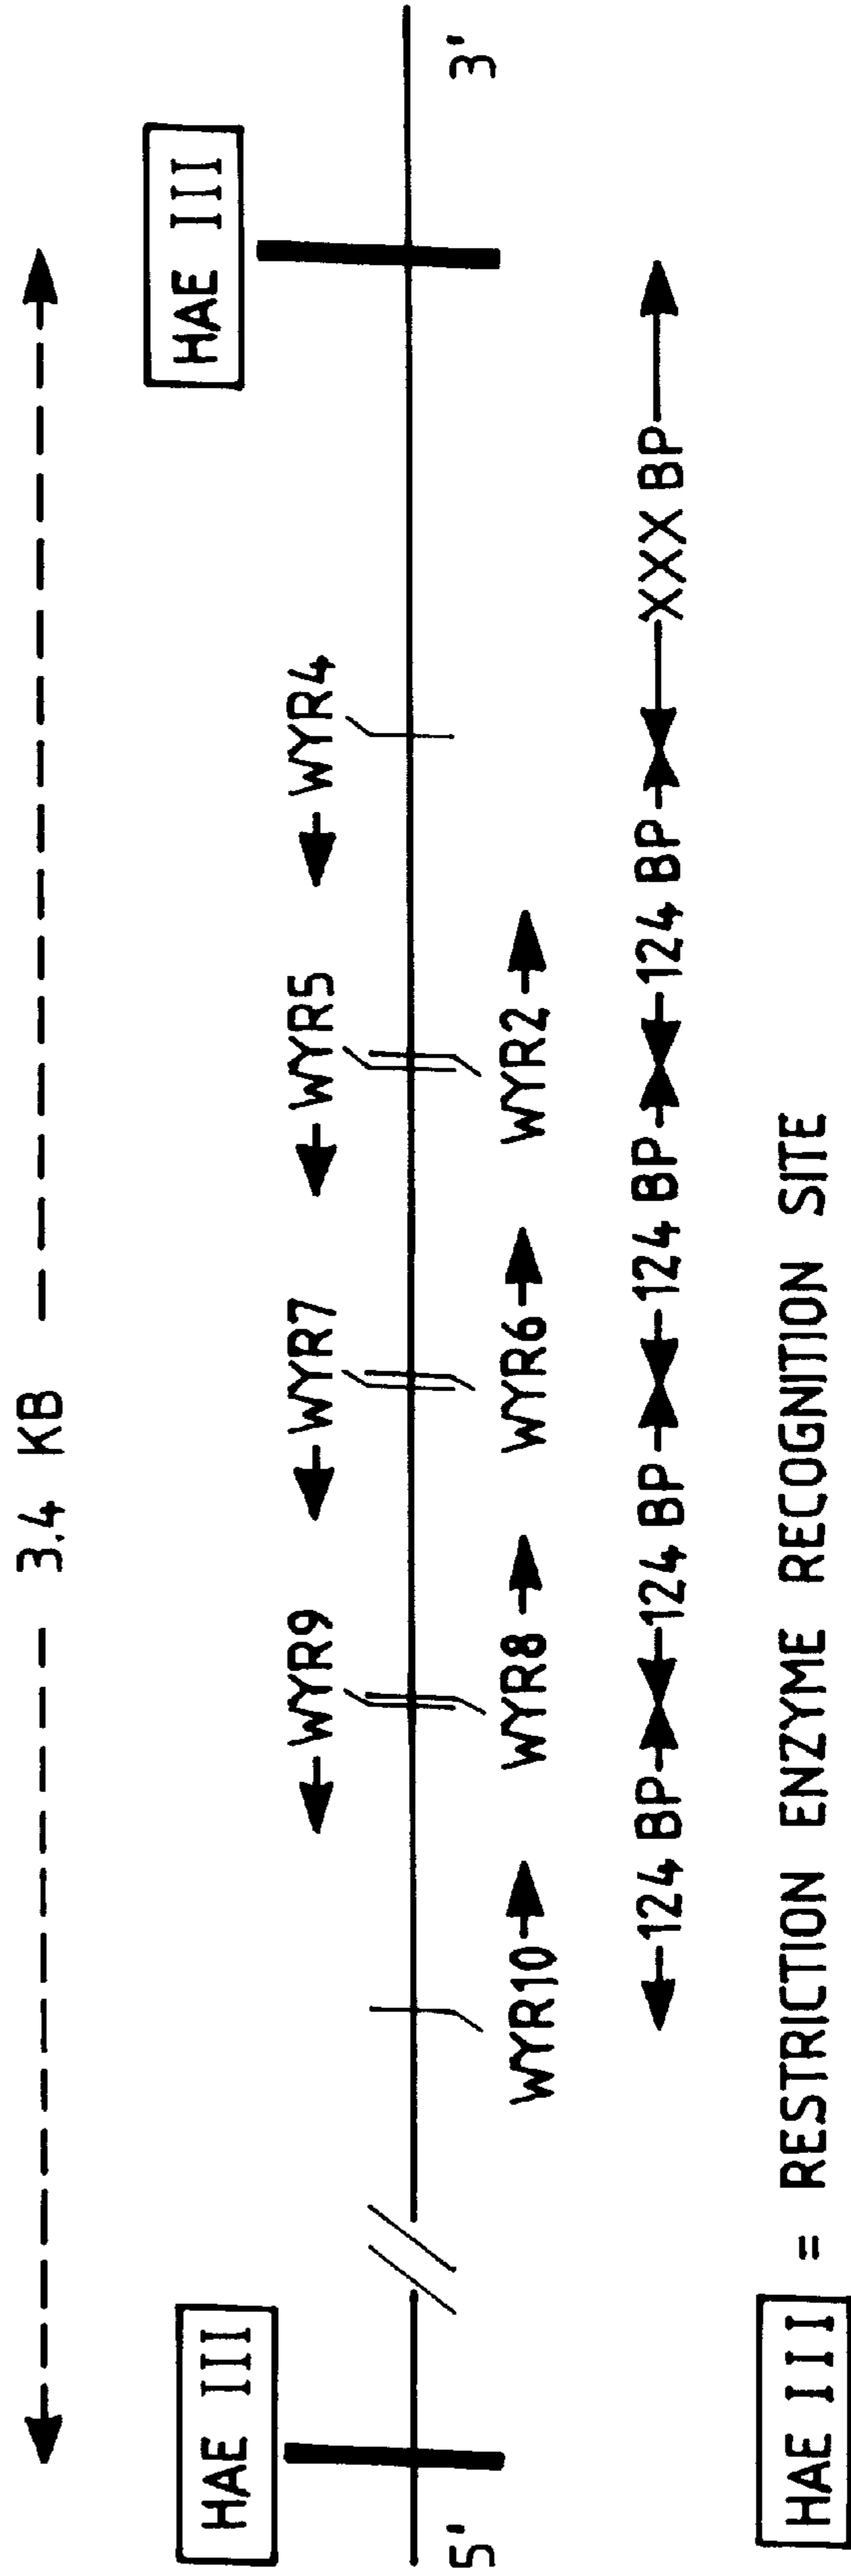 3.4 KB
HAE III
HAE III
WYR9
WYR7
WYR5
WYR4
5'
3'
WYR10
WYR8
WYR6
WYR2
124 BP
124 BP
124 BP
124 BP
XXX BP
HAE III = RESTRICTION ENZYME RECOGNITION SITE